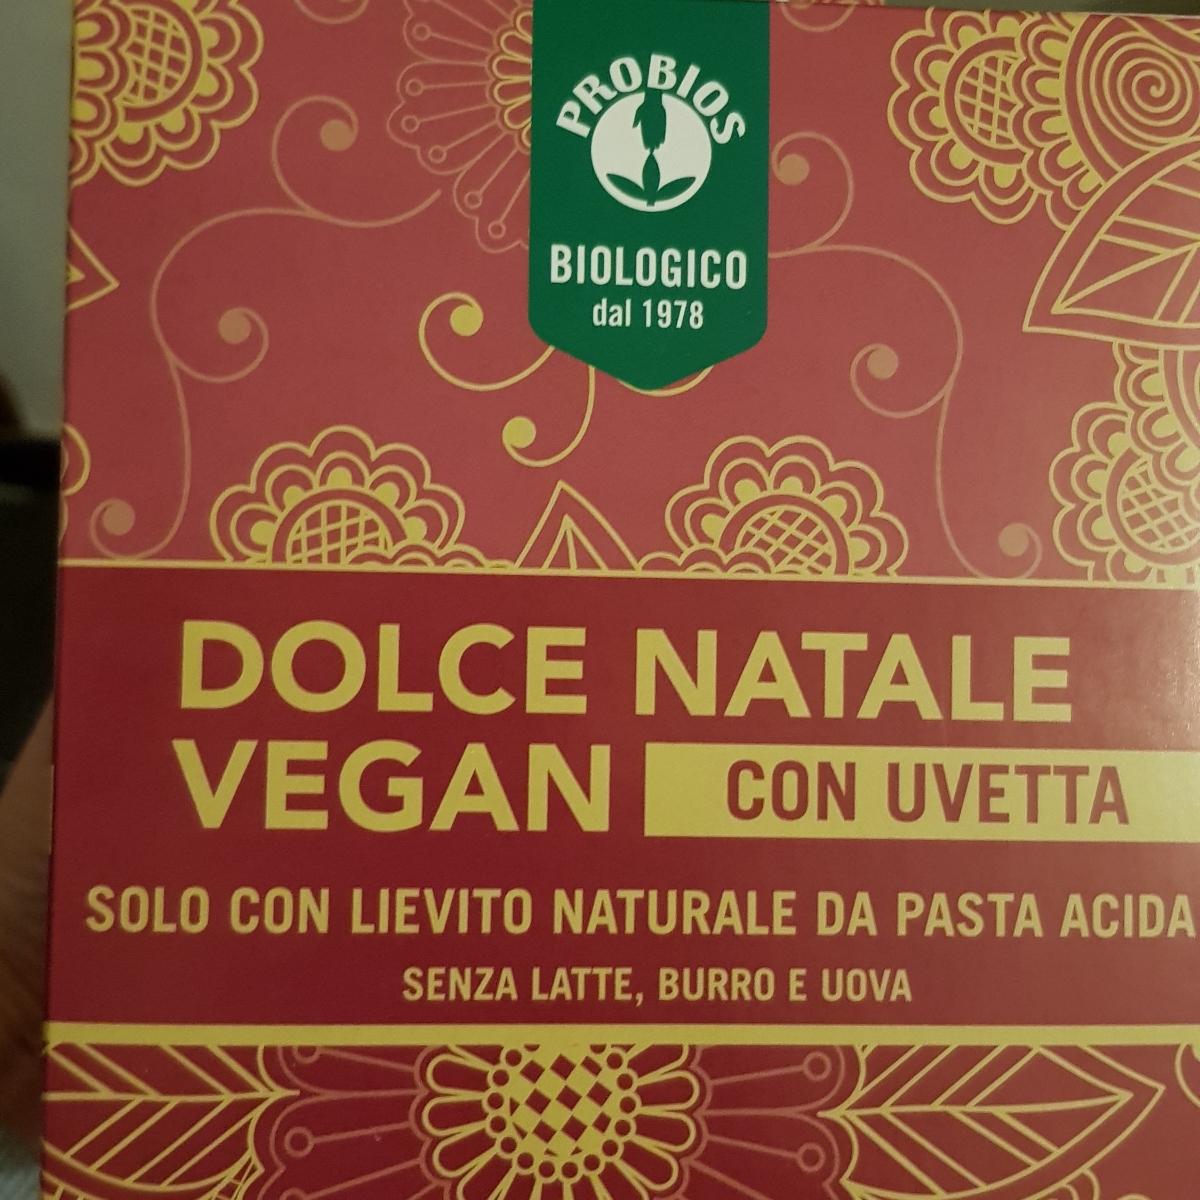 PROBIOS
BIOLOGICO
dal 1978
DOLCE NATALE
VEGAN CON UVETTA
SOLO CON LIEVITO NATURALE DA PASTA ACIDA
SENZA LATTE, BURRO E UOVA